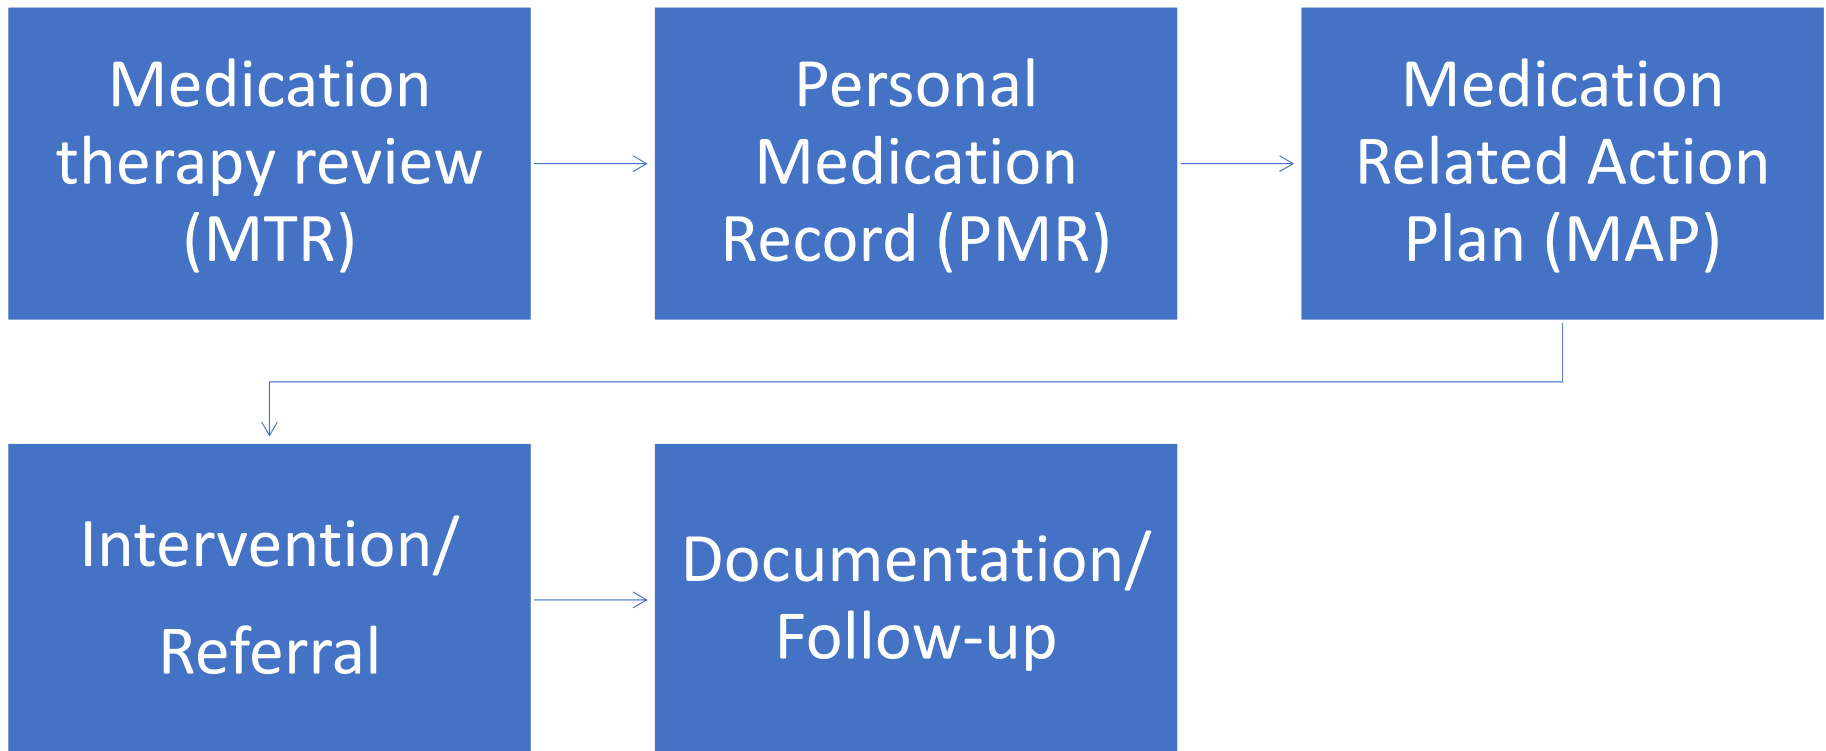 Medication
therapy review
(MTR)
Personal
Medication
Record (PMR)
Medication
Related Action
Plan (MAP)
Intervention/
Referral
Documentation/
Follow-up